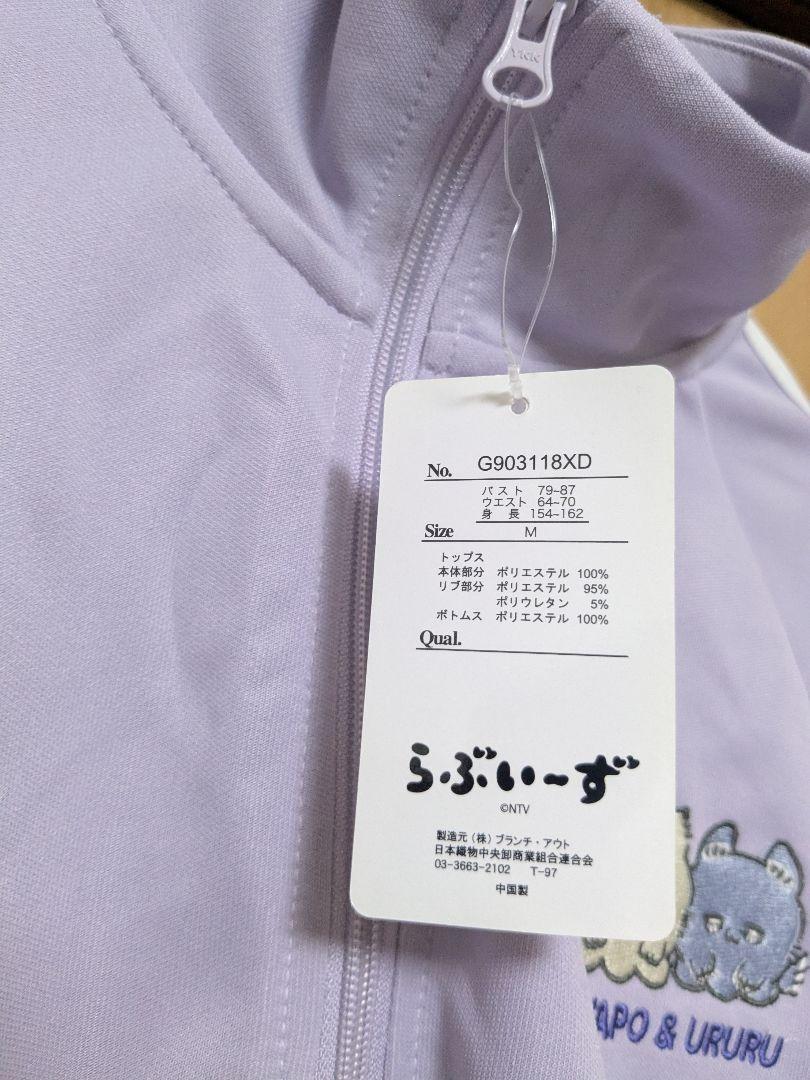 YKK
No. G903118XD
バスト 79~87
ウエスト 64~70
身 長 154~162
Size M
トップス
本体部分 ポリエステル 100%
リブ部分 ポリエステル 95%
ポリウレタン 5%
ボトムス ポリエステル 100%
Qual.
らぶいーず
©NTV
製造元 (株) ブランチ・アウト
日本織物中央卸商業組合連合会
03-3663-2102 T-97
中国製
APO & URURU